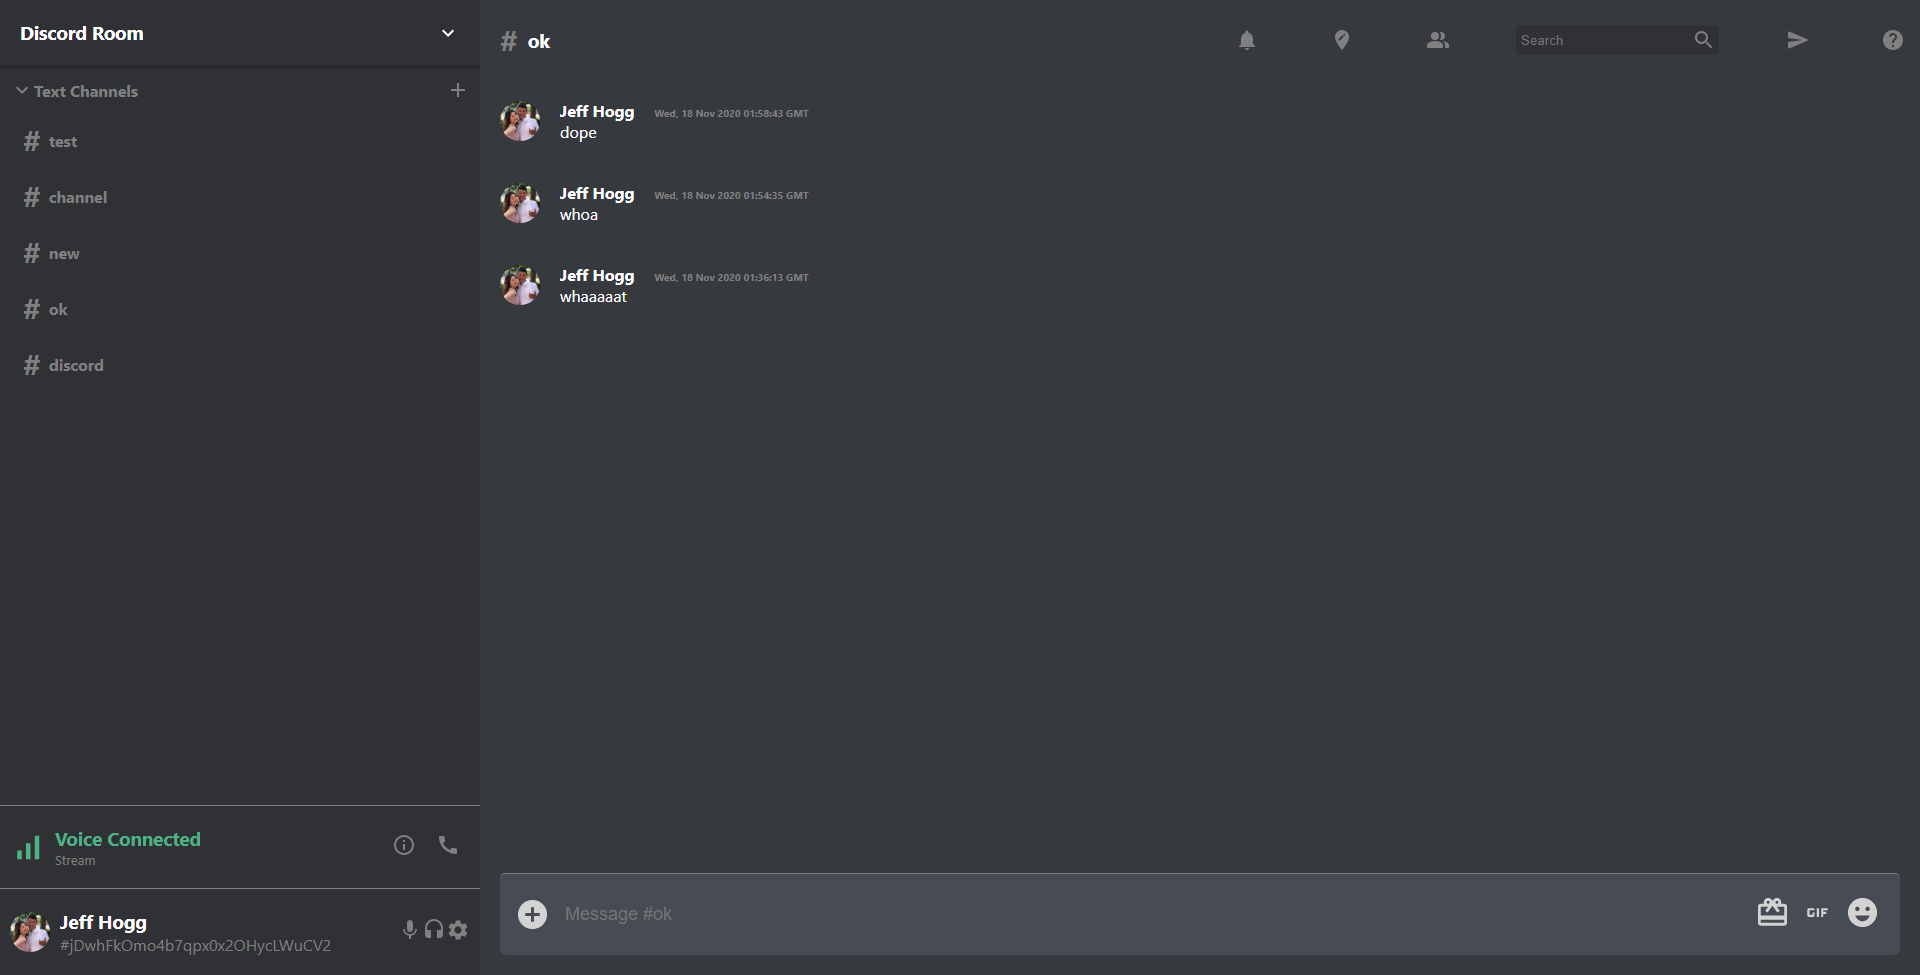 Discord Room
Text Channels
# test
# channel
# new
# ok
# discord
Voice Connected
Stream
Jeff Hogg
#jDwhFkOmo4b7qpx0x2OHycLWuCV2
# ok
Search
Jeff Hogg Wed, 18 Nov 2020 01:58:43 GMT
dope
Jeff Hogg Wed, 18 Nov 2020 01:54:35 GMT
whoa
Jeff Hogg Wed, 18 Nov 2020 01:36:13 GMT
whaaaaat
Message #ok
GIF